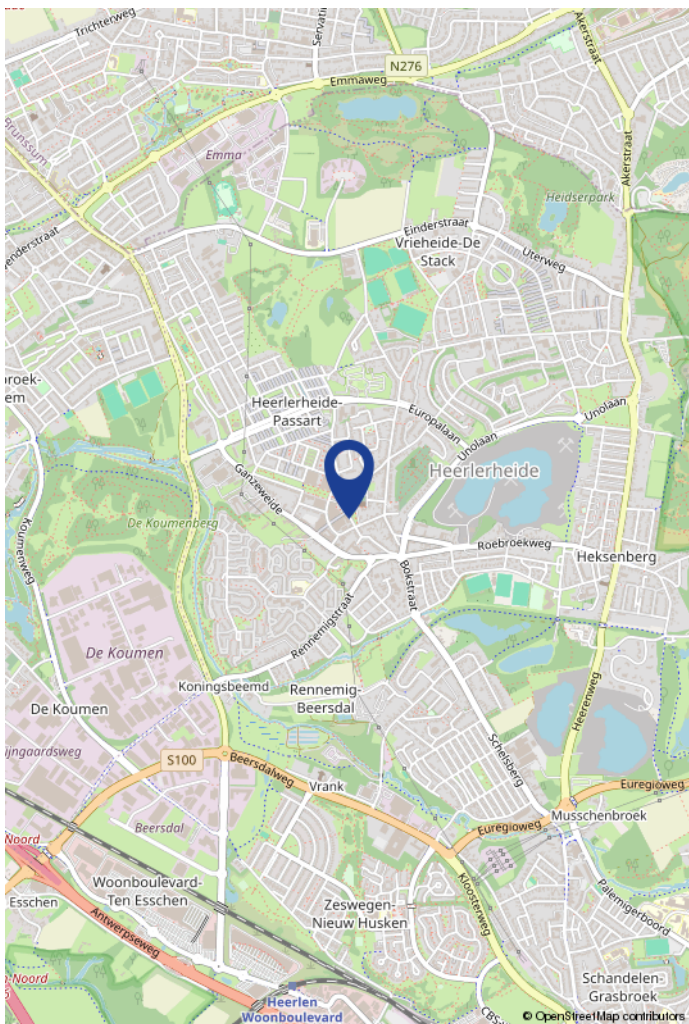 Trichterweg
Akerstraat
N276
Emmaweg
Brunssum
Emma
Akerstraat
Heidserpark
Einderstraat
Vrieheide-De
Stack
Uterweg
Heerlerheide-
Passart
Europalaan
Unolaan
Unolaan
Ganzeweide
Heerlerheide
De Koumenberg
Koumenweg
Roebroekweg
Heksenberg
Bokstraat
Rennemigstraat
De Koumen
Koningsbeemd
Rennemig-
Beersdal
De Koumen
Heerenweg
Schelsberg
S100
Beersdalweg
Vrank
Euregioweg
Beersdal
Euregioweg
Musschenbroek
Noord
Woonboulevard-
Ten Esschen
Esschen
Zeswegen-
Nieuw Husken
Kloosterweg
Palemigerboord
Antwerpseweg
Noord
Heerlen
Woonboulevard
Schandelen-
Grasbroek
CBS-
© OpenStreetMap contributors